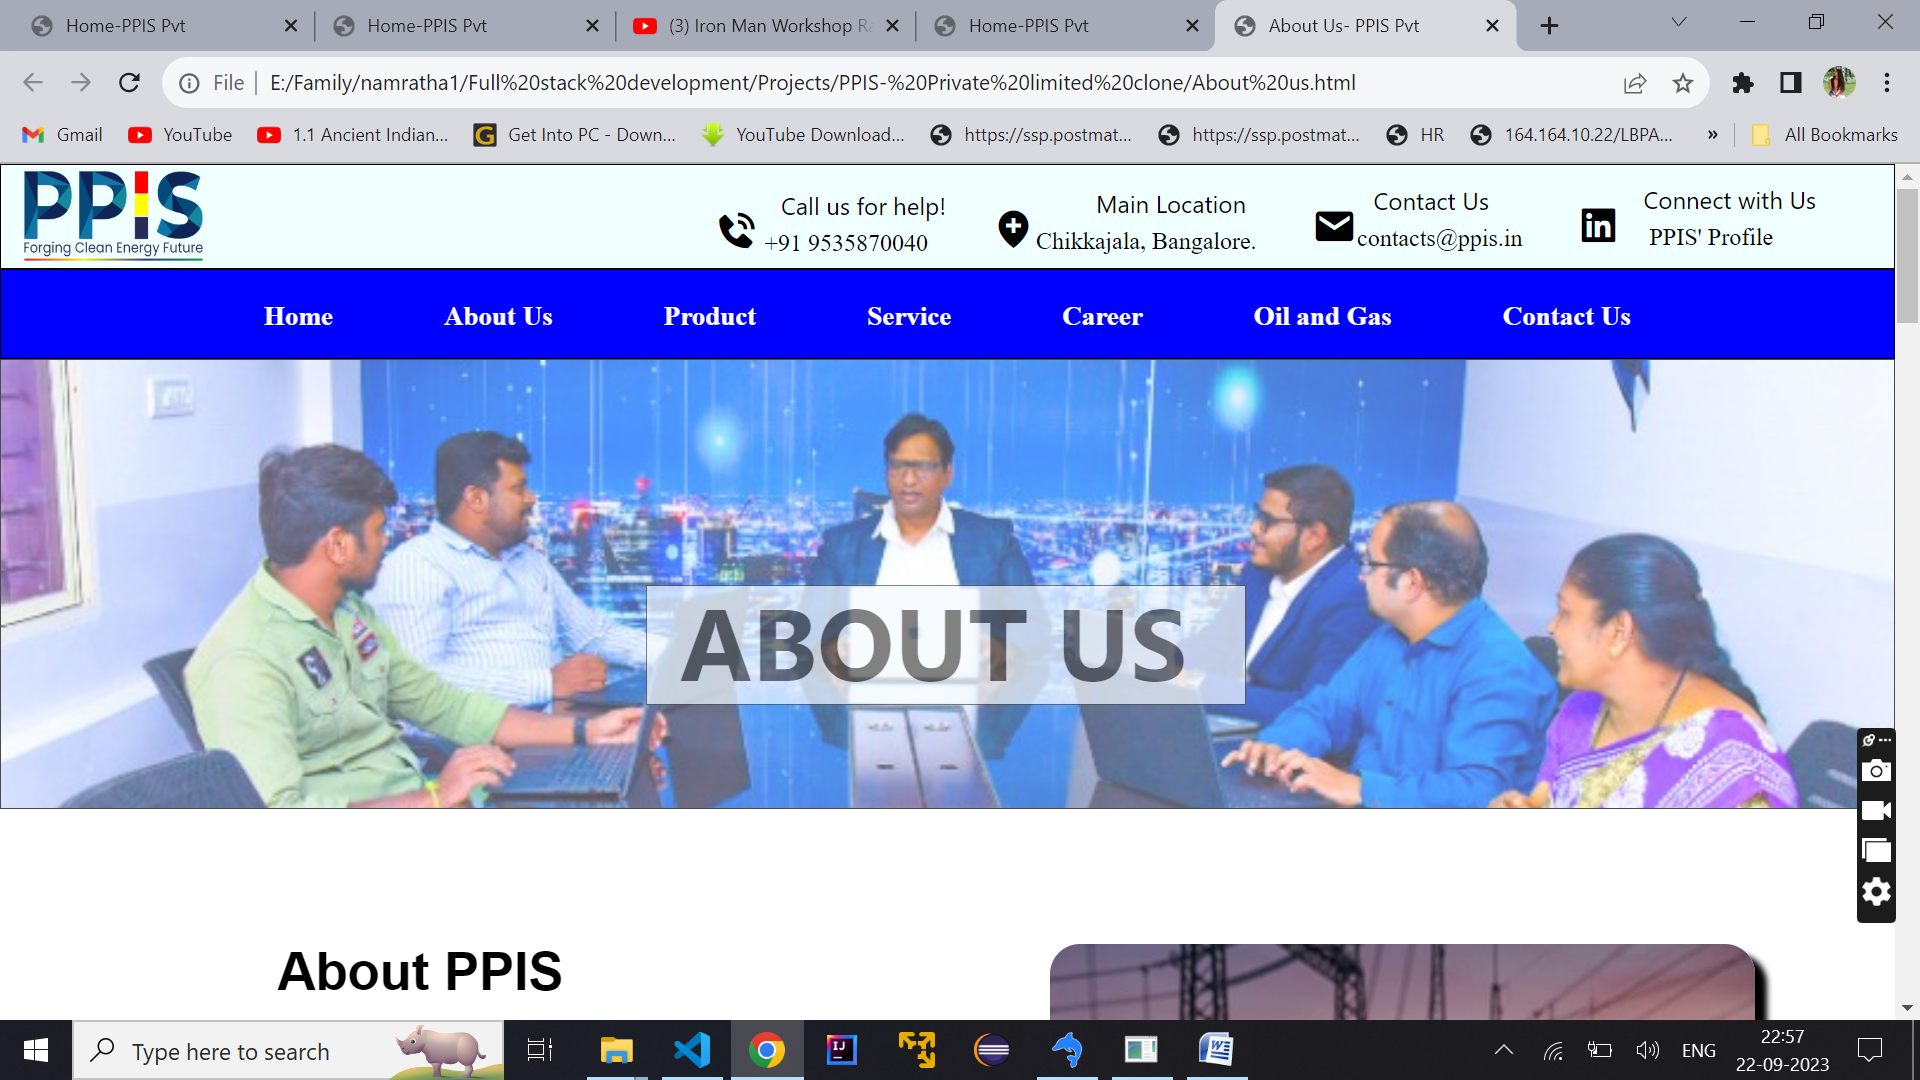 Home-PPIS Pvt
Home-PPIS Pvt
(3) Iron Man Workshop Ra
Home-PPIS Pvt
About Us- PPIS Pvt
File
E:/Family/namratha1/Full%20stack%20development/Projects/PPIS-%20Private%20limited%20clone/About%20us.html
Gmail
YouTube
1.1 Ancient Indian...
Get Into PC - Down...
YouTube Download...
https://ssp.postmat...
https://ssp.postmat...
HR
164.164.10.22/LBPA...
»
All Bookmarks
PPIS
Forging Clean Energy Future
Call us for help!
+91 9535870040
Main Location
Chikkajala, Bangalore.
Contact Us
contacts@ppis.in
Connect with Us
PPIS' Profile
Home
About Us
Product
Service
Career
Oil and Gas
Contact Us
ABOUT US
About PPIS
Type here to search
ENG
22:57
22-09-2023